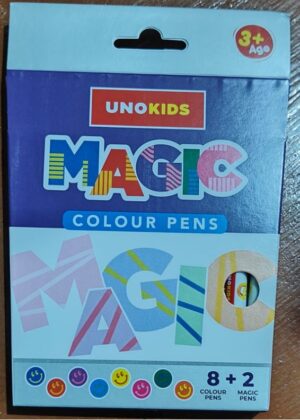 3+
Age
UNOKIDS
MAGIC
COLOUR PENS
MAGIC
8 + 2
COLOUR PENS MAGIC PENS